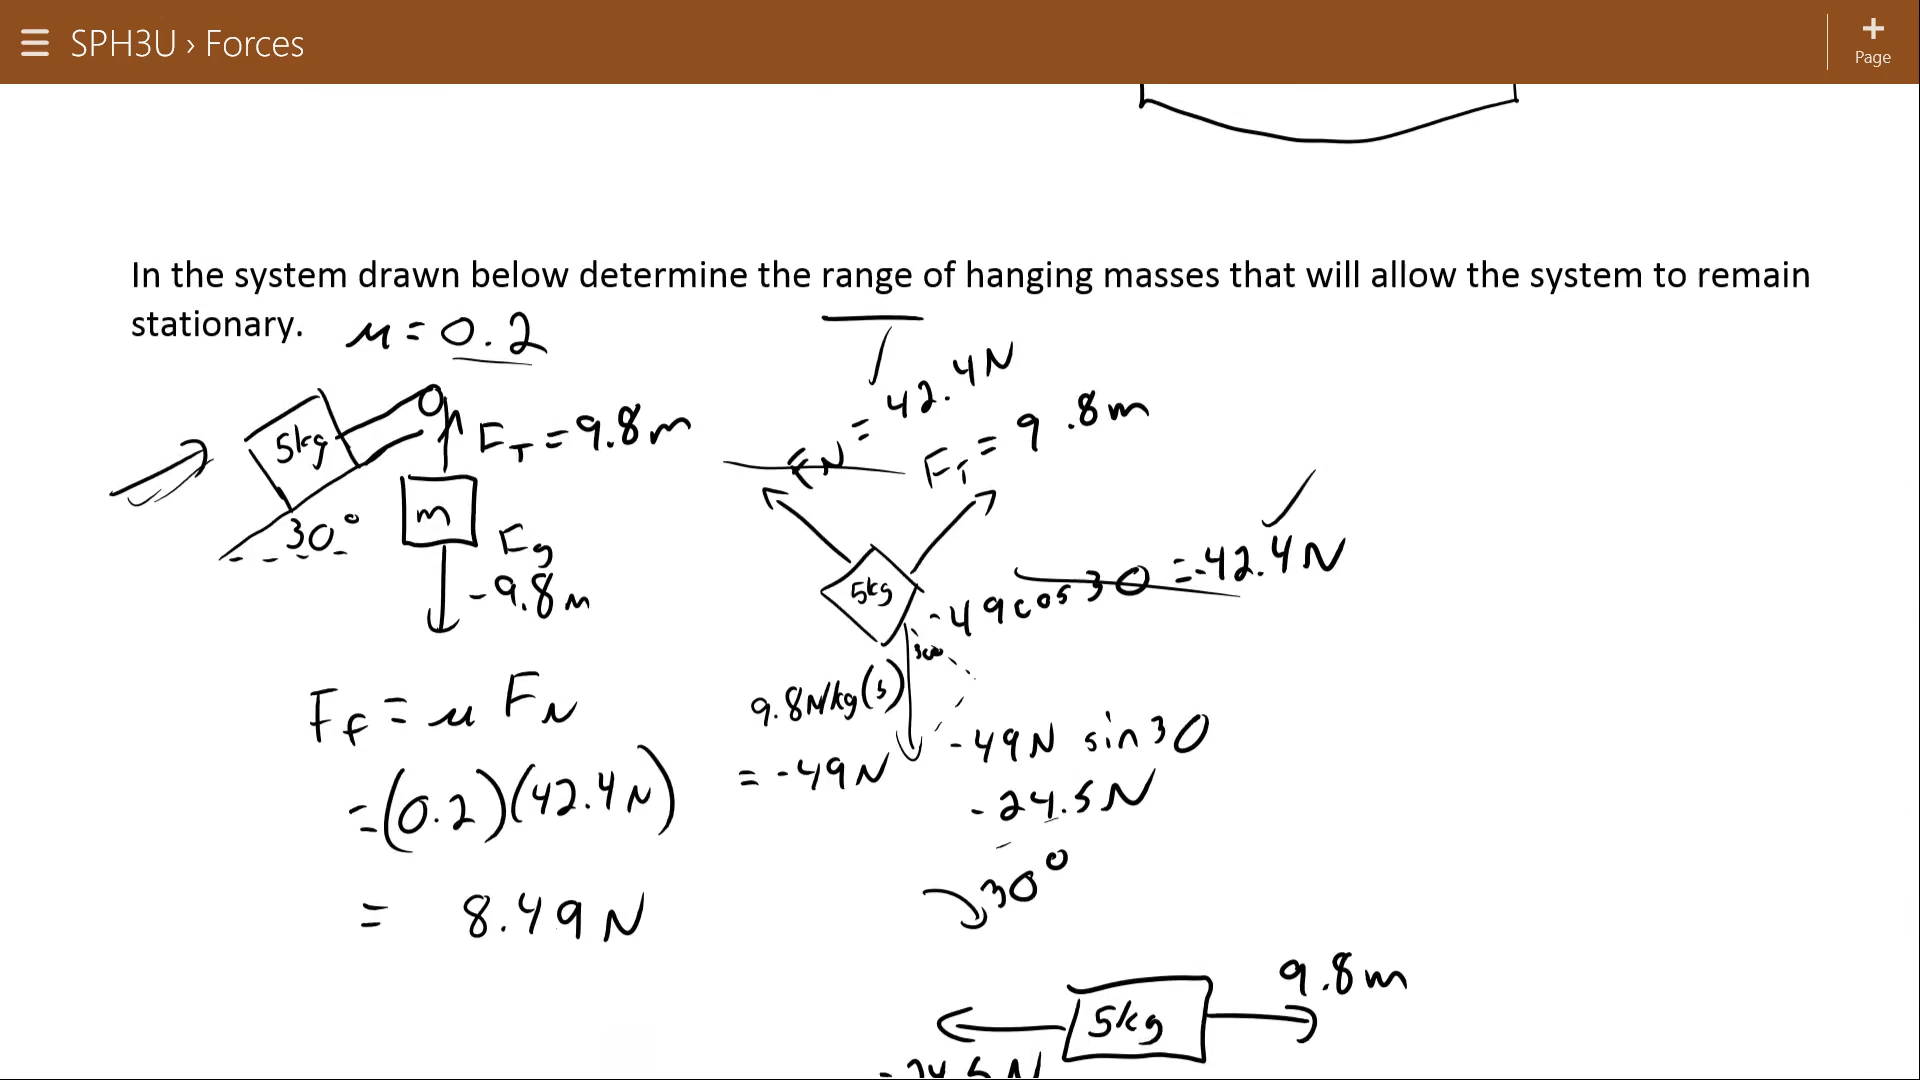 SPH3U › Forces
Page
In the system drawn below determine the range of hanging masses that will allow the system to remain
stationary. μ = 0.2
5kg
F_T = 9.8m
30°
m
F_g
-9.8m
F_f = μ F_N
=(0.2)(42.4N)
= 8.49N
F_N = 42.4N
F_T = 9.8m
5kg
-49cos30 = -42.4N
9.8N/kg(5)
= -49N
-49N sin30
-24.5N
30°
9.8m
5kg
-24.5N